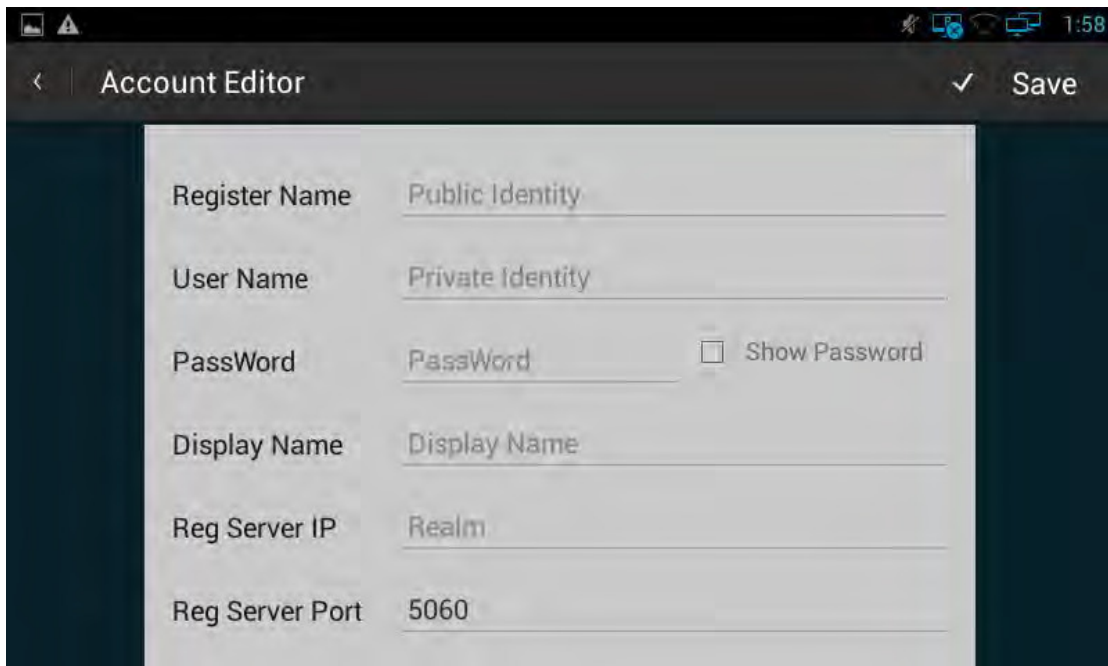 1:58
Account Editor
Save
Register Name Public Identity
User Name Private Identity
PassWord PassWord Show Password
Display Name Display Name
Reg Server IP Realm
Reg Server Port 5060